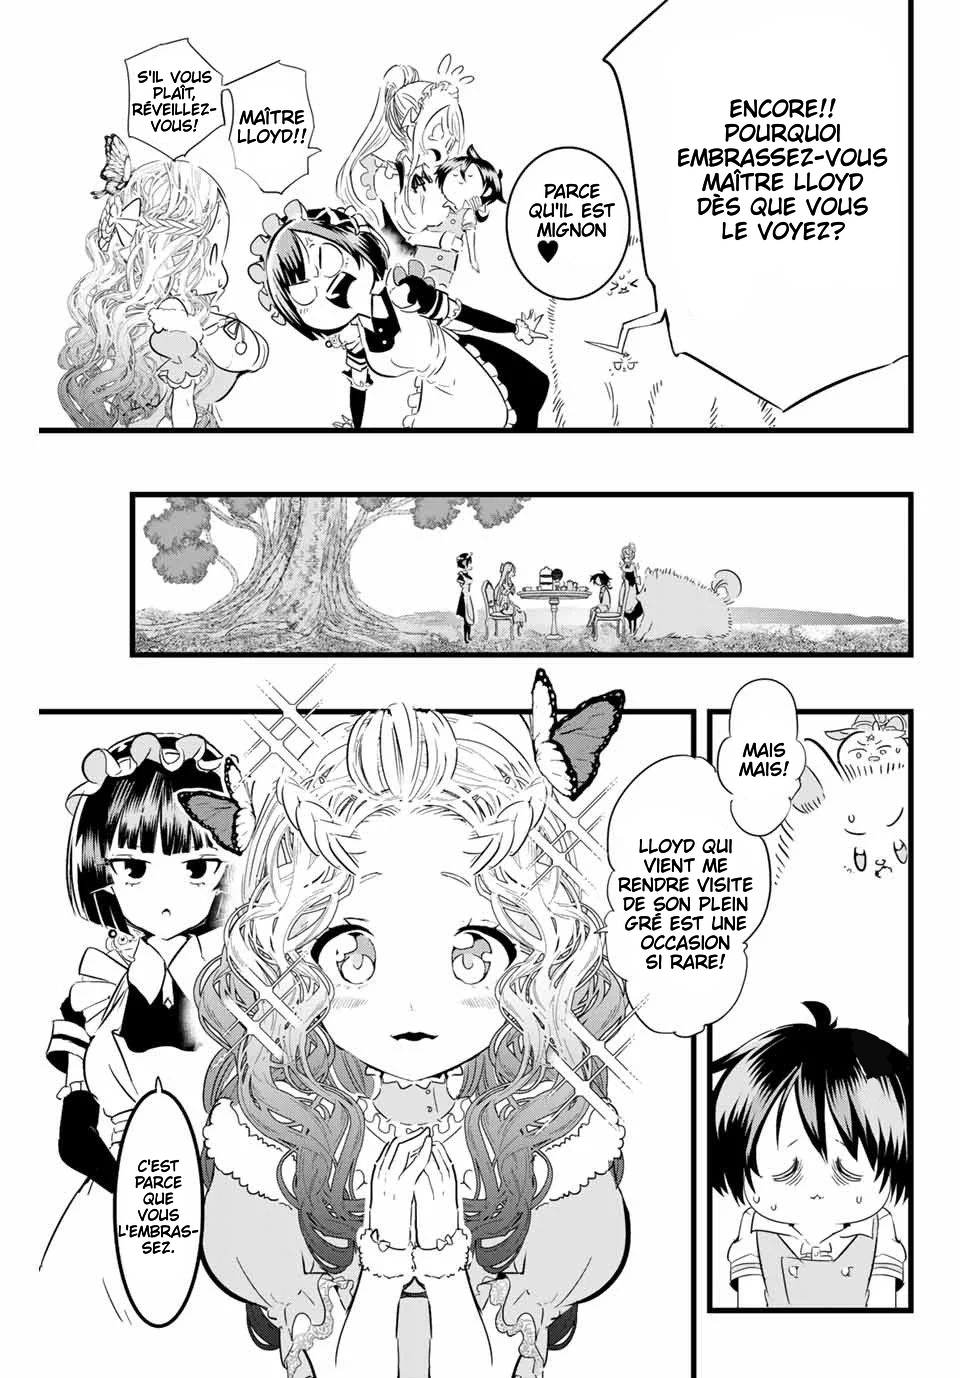 ENCORE!!
POURQUOI
EMBRASSEZ-VOUS
MAÎTRE LLOYD
DÈS QUE VOUS
LE VOYEZ?
PARCE
QU'IL EST
MIGNON
♥
MAÎTRE
LLOYD!!
S'IL VOUS
PLAÎT,
RÉVEILLEZ-
VOUS!
MAIS
MAIS!
LLOYD QUI
VIENT ME
RENDRE VISITE
DE SON PLEIN
GRÉ EST UNE
OCCASION
SI RARE!
C'EST
PARCE
QUE
VOUS
L'EMBRAS-
SEZ.